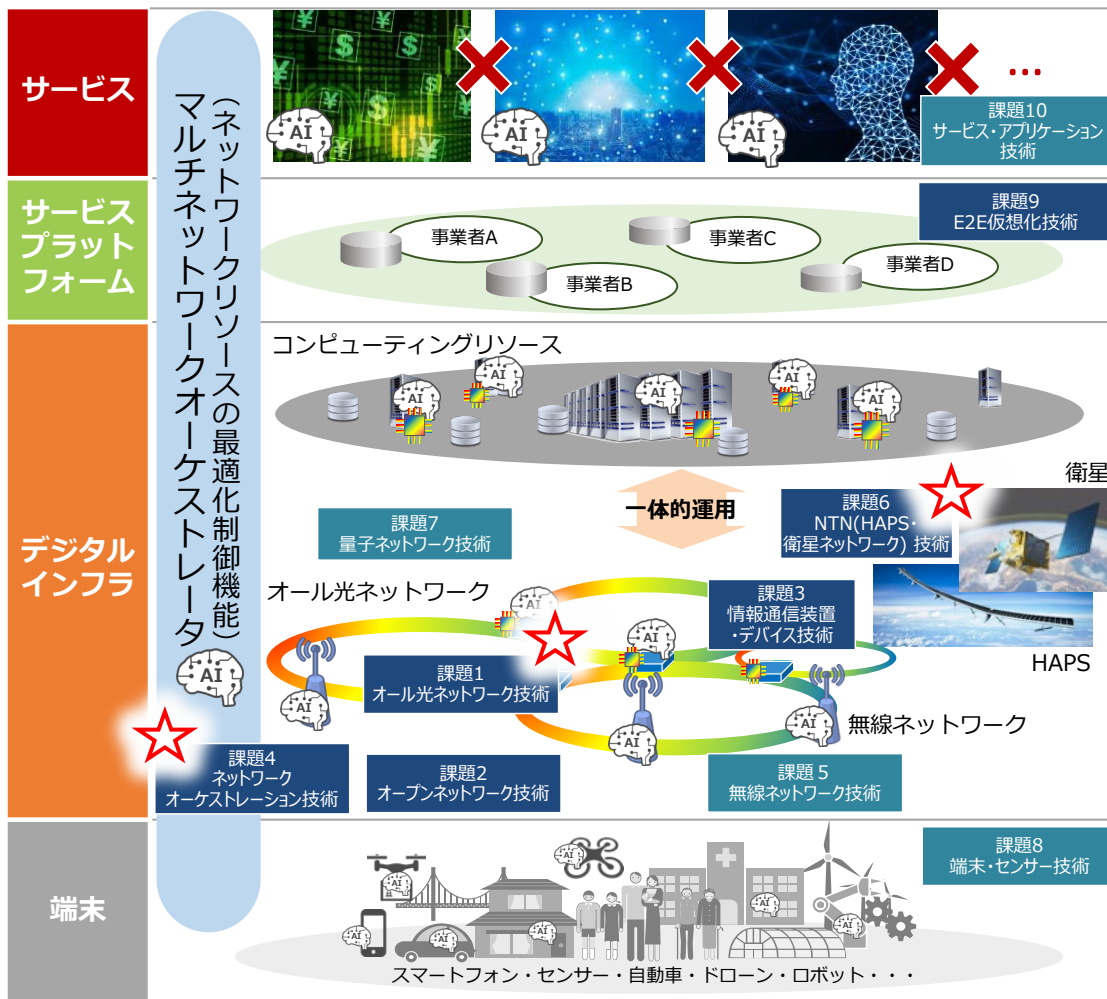 サービス
AI
AI
AI
…
課題10
サービス・アプリケーション
技術
マルチネットワークオーケストレータ
(ネットワークリソースの最適化制御機能)
サービス
プラット
フォーム
課題9
E2E仮想化技術
事業者A
事業者C
事業者B
事業者D
デジタル
インフラ
コンピューティングリソース
AI
AI
AI
AI
AI
一体的運用
衛星
課題6
NTN(HAPS・
衛星ネットワーク) 技術
課題7
量子ネットワーク技術
オール光ネットワーク
AI
課題3
情報通信装置
・デバイス技術
HAPS
AI
AI
課題1
オール光ネットワーク技術
AI
AI
AI
無線ネットワーク
課題4
ネットワーク
オーケストレーション技術
課題2
オープンネットワーク技術
課題５
無線ネットワーク技術
端末
課題8
端末・センサー技術
AI
AI
AI
AI
AI
AI
AI
スマートフォン・センサー・自動車・ドローン・ロボット・・・